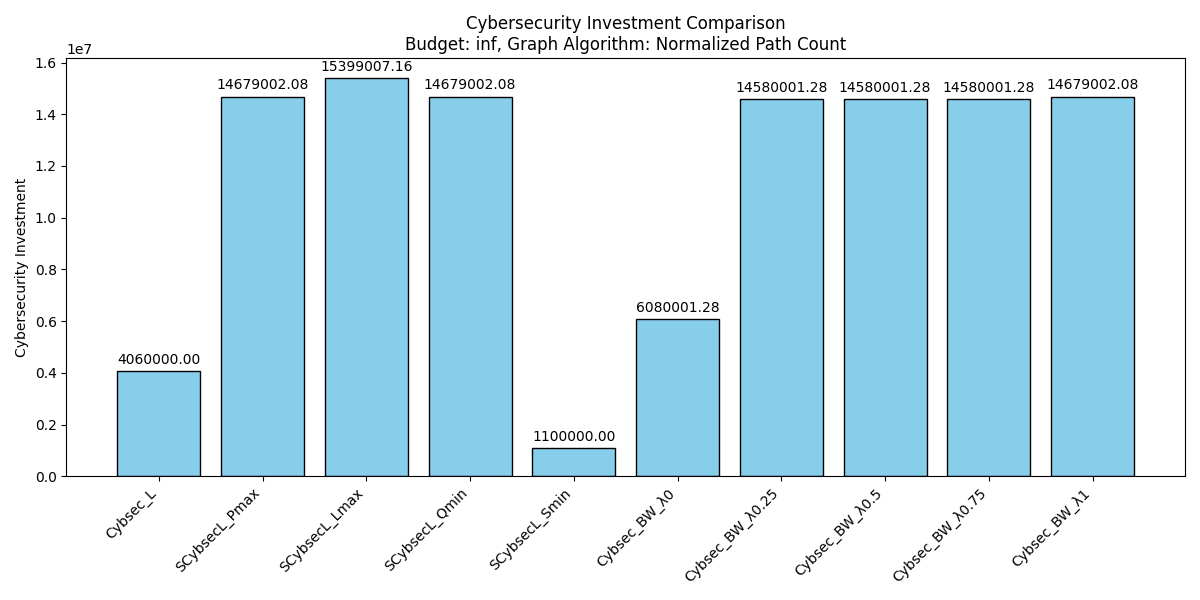 Cybersecurity Investment Comparison
Budget: inf, Graph Algorithm: Normalized Path Count
1e7
1.6
1.4
1.2
1.0
0.8
0.6
0.4
0.2
0.0
Cybersecurity Investment
4060000.00
14679002.08
15399007.16
14679002.08
1100000.00
6080001.28
14580001.28
14580001.28
14580001.28
14679002.08
Cybsec_L
SCybsecL_Pmax
SCybsecL_Lmax
SCybsecL_Qmin
SCybsecL_Smin
Cybsec_BW_λ0
Cybsec_BW_λ0.25
Cybsec_BW_λ0.5
Cybsec_BW_λ0.75
Cybsec_BW_λ1